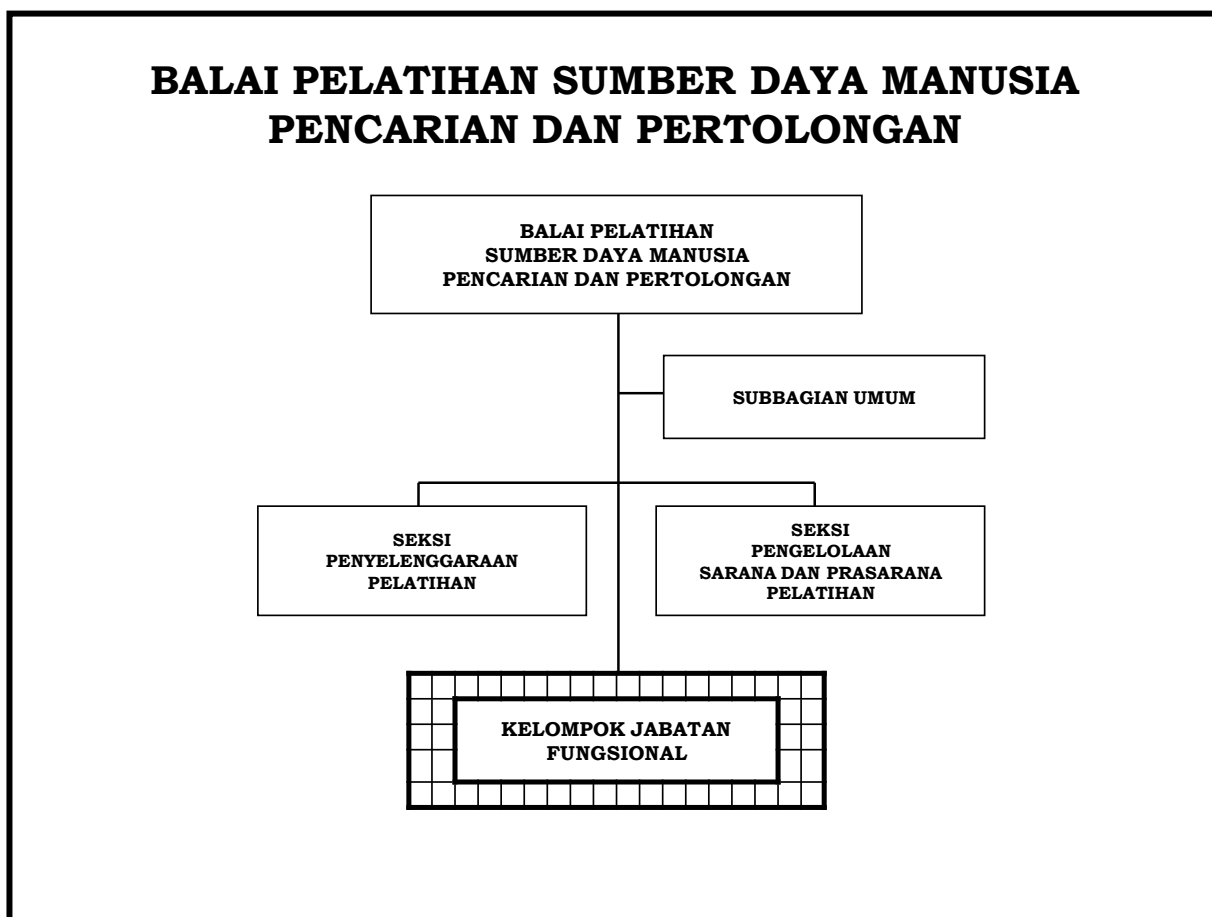 BALAI PELATIHAN SUMBER DAYA MANUSIA
PENCARIAN DAN PERTOLONGAN
BALAI PELATIHAN
SUMBER DAYA MANUSIA
PENCARIAN DAN PERTOLONGAN
SUBBAGIAN UMUM
SEKSI
PENYELENGGARAAN
PELATIHAN
SEKSI
PENGELOLAAN
SARANA DAN PRASARANA
PELATIHAN
KELOMPOK JABATAN
FUNGSIONAL